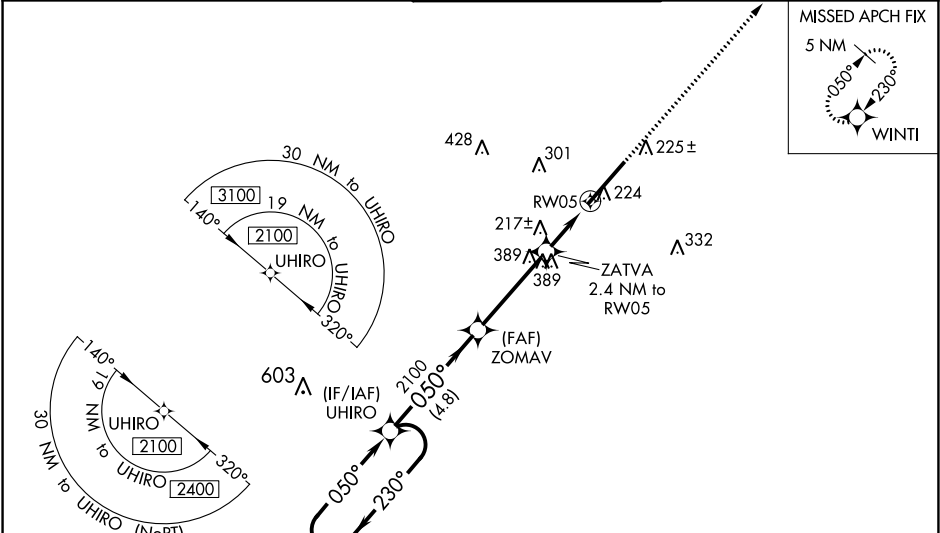 MISSED APCH FIX
5 NM
050°
230°
WINTI
428
301
225±
30 NM to UHIRO
3100
140°
19 NM to UHIRO
2100
UHIRO
320°
RW05
224
217±
332
389
389
ZATVA
2.4 NM to
RW05
(FAF)
ZOMAV
2100
050°
(4.8)
603
(IF/IAF)
UHIRO
140°
19 NM to UHIRO
UHIRO
2100
320°
2400
30 NM to UHIRO (NoPT)
050°
230°